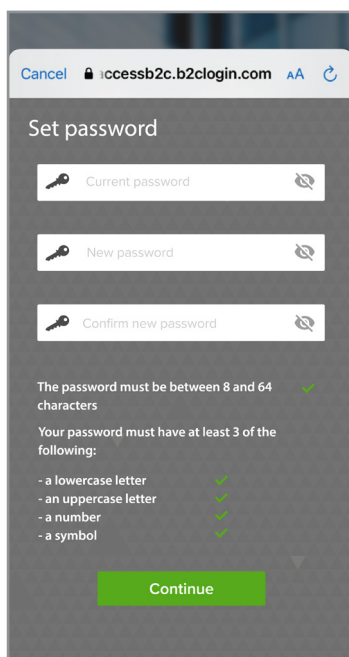 Cancel ccessb2c.b2clogin.com AA
Set password
Current password
New password
Confirm new password
The password must be between 8 and 64
characters
Your password must have at least 3 of the
following:
- a lowercase letter
- an uppercase letter
- a number
- a symbol
Continue